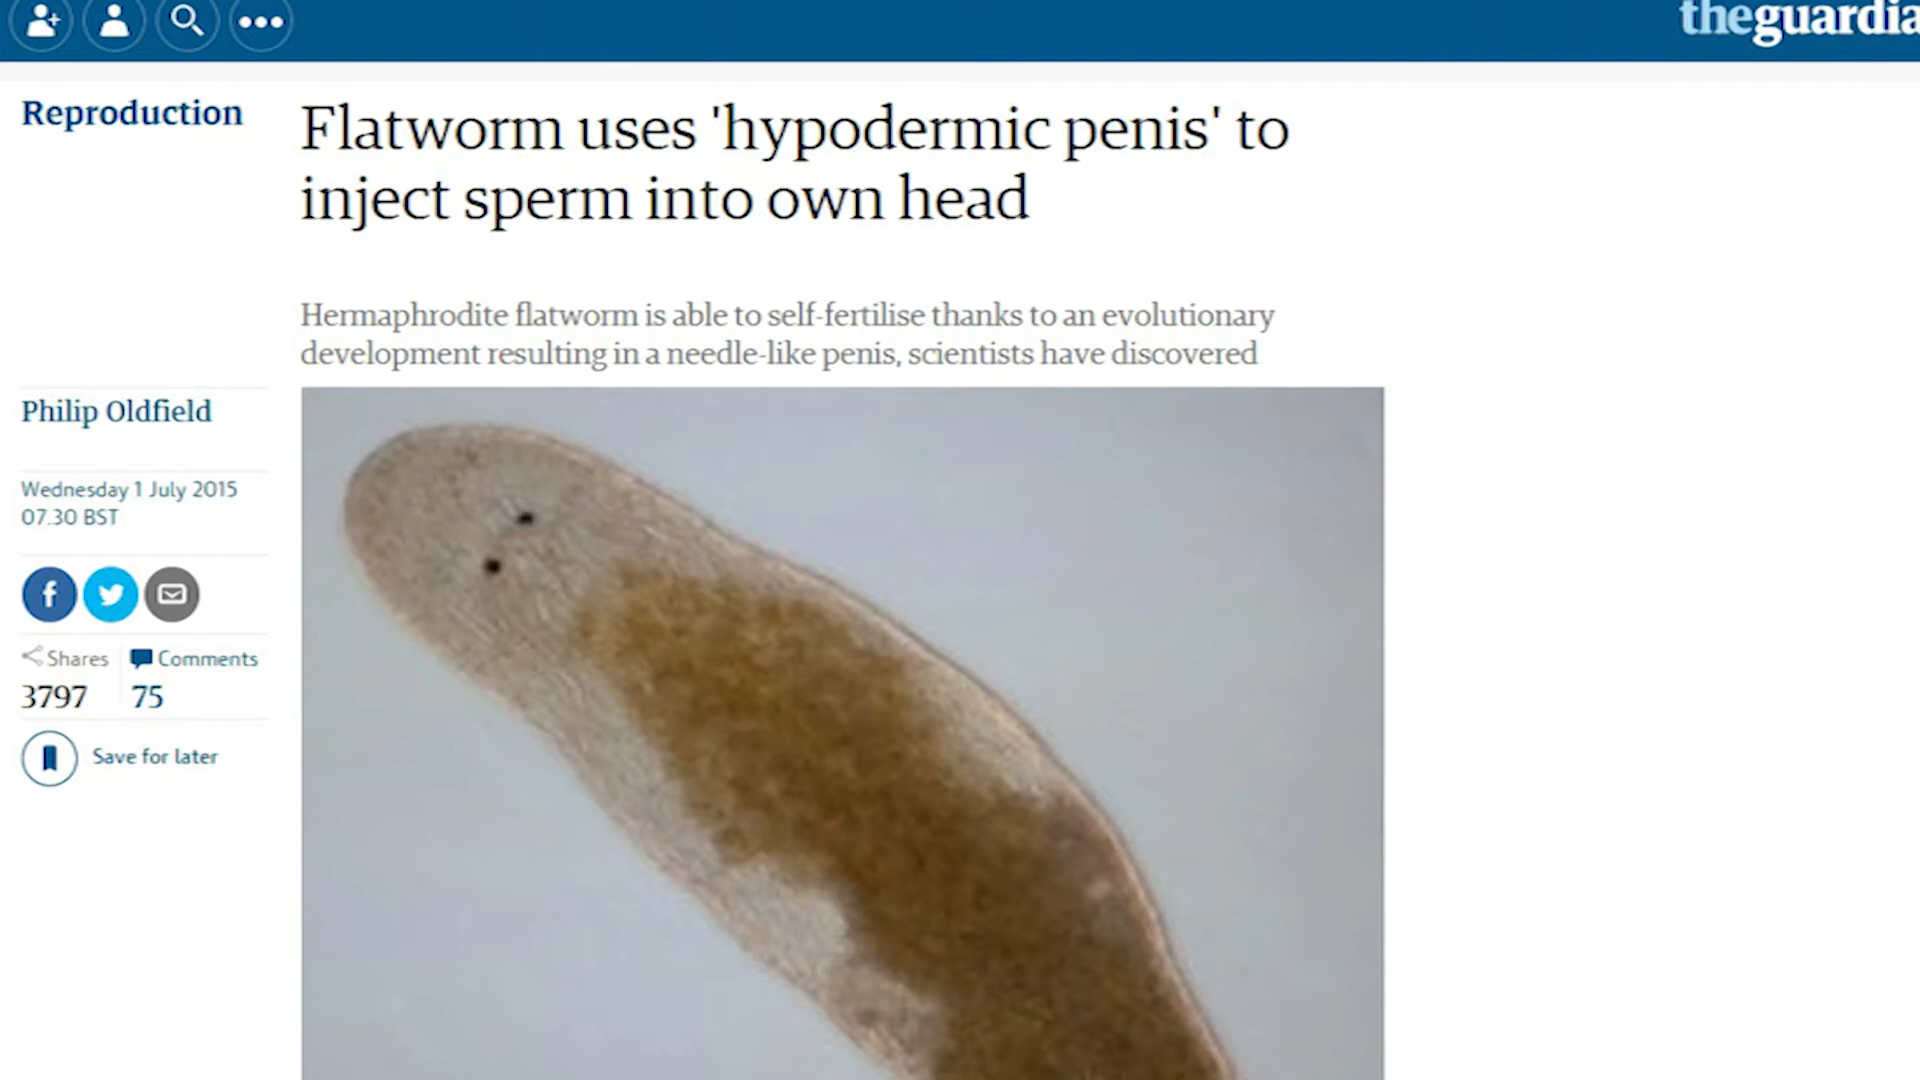 theguardia
Reproduction
Flatworm uses 'hypodermic penis' to
inject sperm into own head
Hermaphrodite flatworm is able to self-fertilise thanks to an evolutionary
development resulting in a needle-like penis, scientists have discovered
Philip Oldfield
Wednesday 1 July 2015
07.30 BST
Shares Comments
3797 75
Save for later